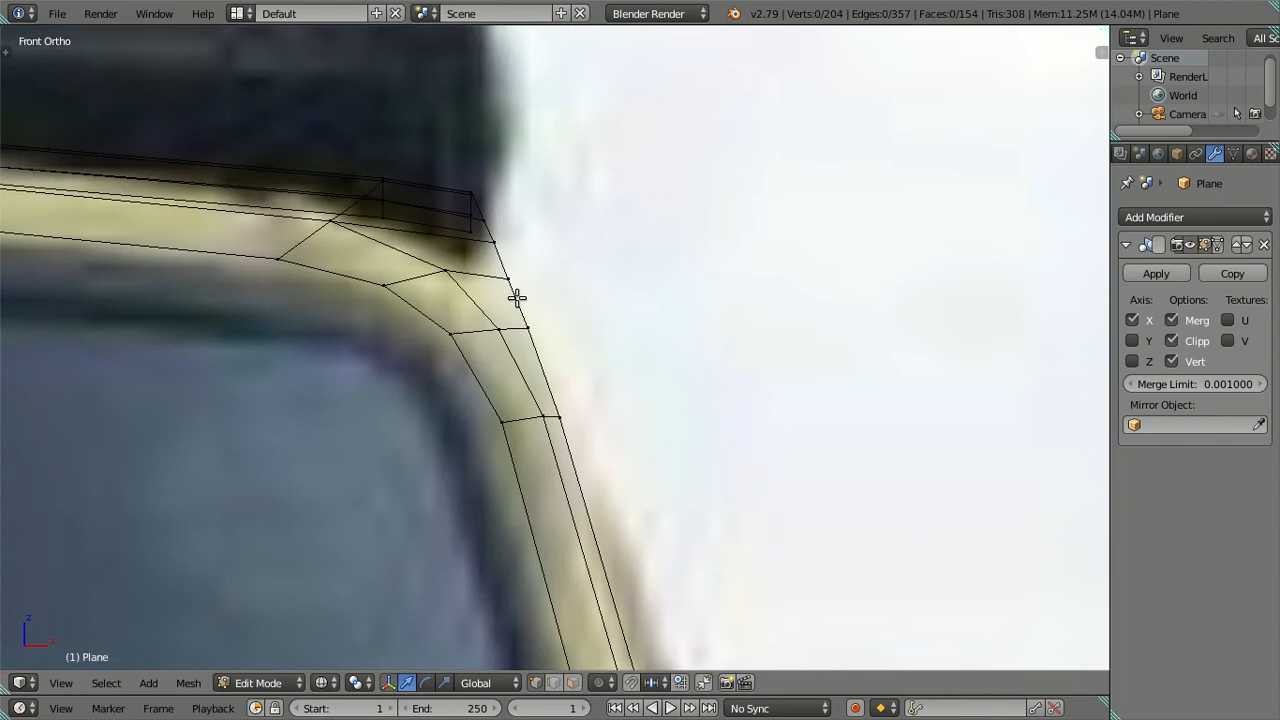 File Render Window Help Default Scene Blender Render v2.79 | Verts:0/204 | Edges:0/357 | Faces:0/154 | Tris:308 | Mem:11.25M (14.04M) | Plane
Front Ortho
View Search All Sc
Scene
RenderL
World
Camera
Plane
Add Modifier
Apply Copy
Axis: Options: Textures:
X Merg U
Y Clipp V
Z Vert
Merge Limit: 0.001000
Mirror Object:
z
x
(1) Plane
View Select Add Mesh Edit Mode Global
View Marker Frame Playback Start: 1 End: 250 1 No Sync